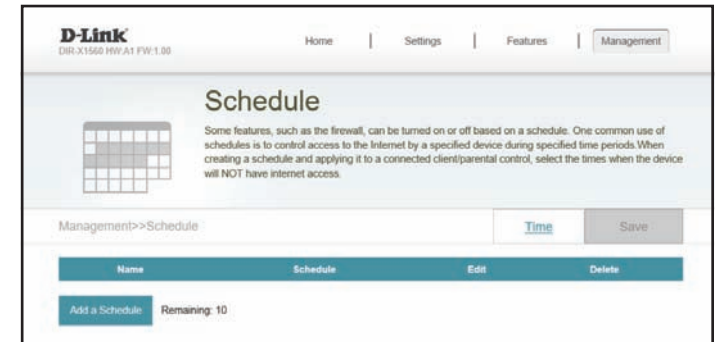 D-Link
DIR-X1560 HW:A1 FW:1.00
Home | Settings | Features | Management
Schedule
Some features, such as the firewall, can be turned on or off based on a schedule. One common use of
schedules is to control access to the Internet by a specified device during specified time periods.When
creating a schedule and applying it to a connected client/parental control, select the times when the device
will NOT have internet access.
Management>>Schedule
Time
Save
Name Schedule Edit Delete
Add a Schedule Remaining: 10